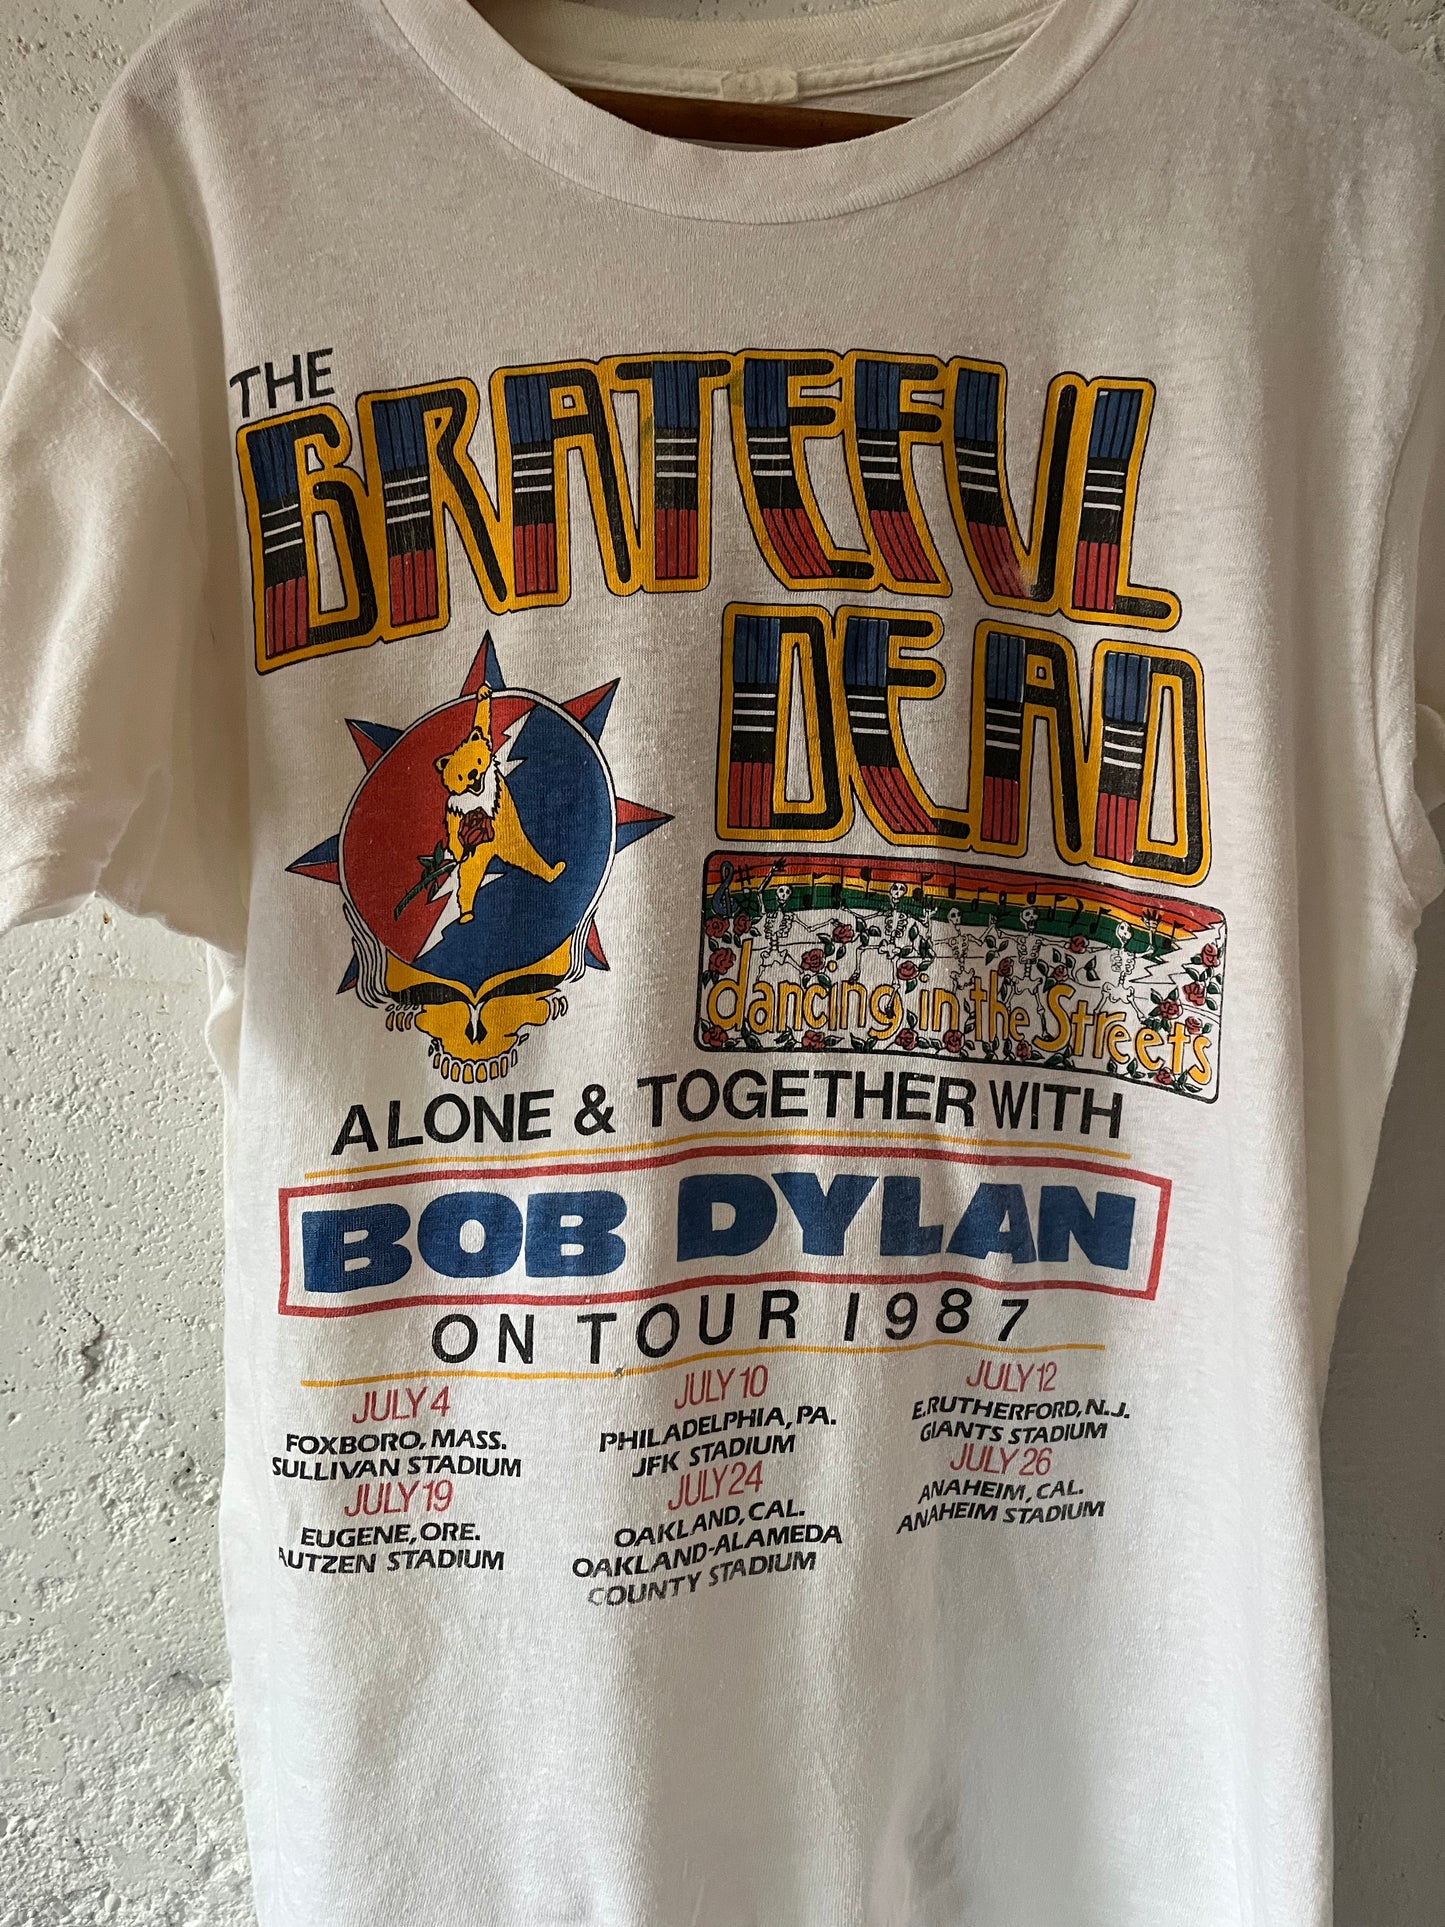 THE
GRATEFUL
DEAD
dancing in the Streets
ALONE & TOGETHER WITH
BOB DYLAN
ON TOUR 1987
JULY 4
FOXBORO, MASS.
SULLIVAN STADIUM
JULY 10
PHILADELPHIA, PA.
JFK STADIUM
JULY 12
E. RUTHERFORD, N.J.
GIANTS STADIUM
JULY 19
EUGENE, ORE.
AUTZEN STADIUM
JULY 24
OAKLAND, CAL.
OAKLAND-ALAMEDA
COUNTY STADIUM
JULY 26
ANAHEIM, CAL.
ANAHEIM STADIUM